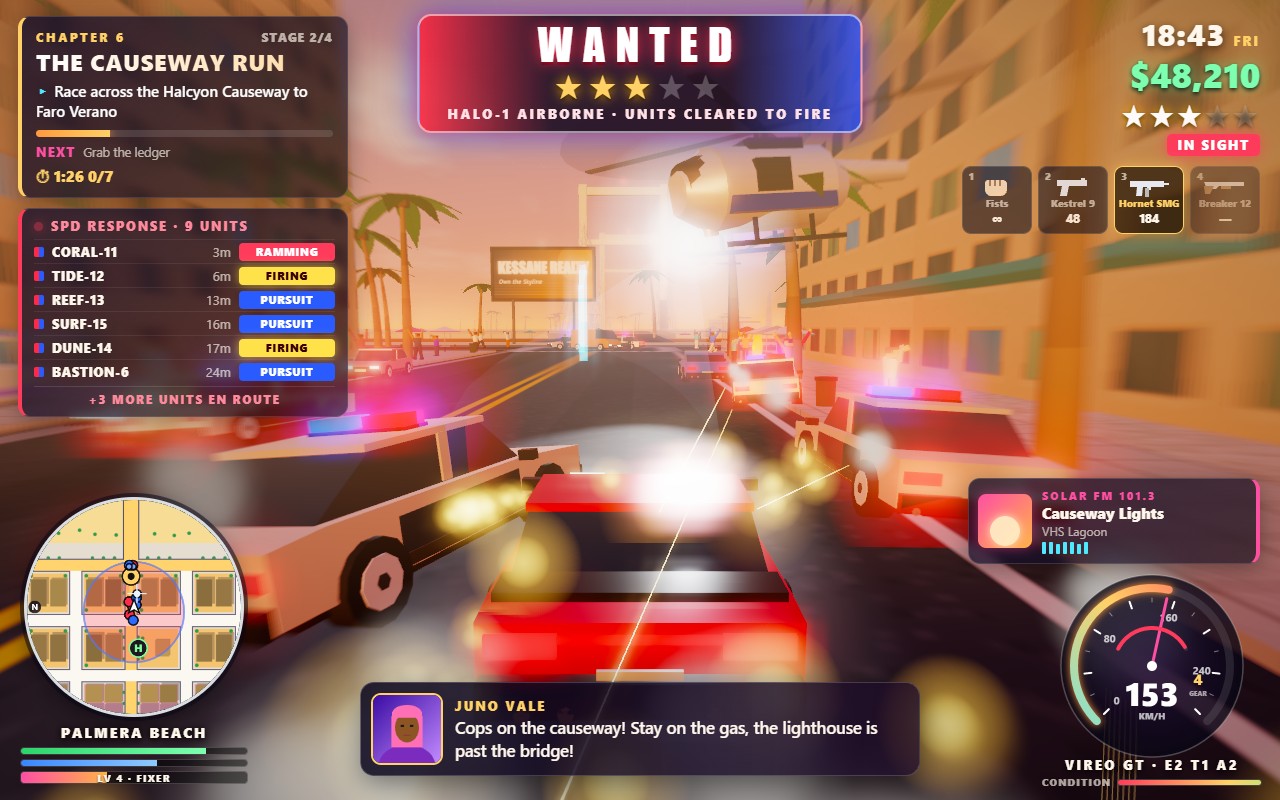 CHAPTER 6
STAGE 2/4
THE CAUSEWAY RUN
Race across the Halcyon Causeway to
Faro Verano
NEXT Grab the ledger
1:26 0/7
SPD RESPONSE · 9 UNITS
CORAL-11 3m RAMMING
TIDE-12 6m FIRING
REEF-13 13m PURSUIT
SURF-15 16m PURSUIT
DUNE-14 17m FIRING
BASTION-6 24m PURSUIT
+3 MORE UNITS EN ROUTE
WANTED
HALO-1 AIRBORNE · UNITS CLEARED TO FIRE
18:43 FRI
$48,210
IN SIGHT
1 Fists ∞
2 Kestrel 9 48
3 Hornet SMG 184
4 Breaker 12 —
KESSANE REALTY
Own the Skyline
SOLAR FM 101.3
Causeway Lights
VHS Lagoon
N
H
PALMERA BEACH
LV 4 · FIXER
JUNO VALE
Cops on the causeway! Stay on the gas, the lighthouse is
past the bridge!
0
80
60
240
4
GEAR
153
KM/H
VIREO GT · E2 T1 A2
CONDITION